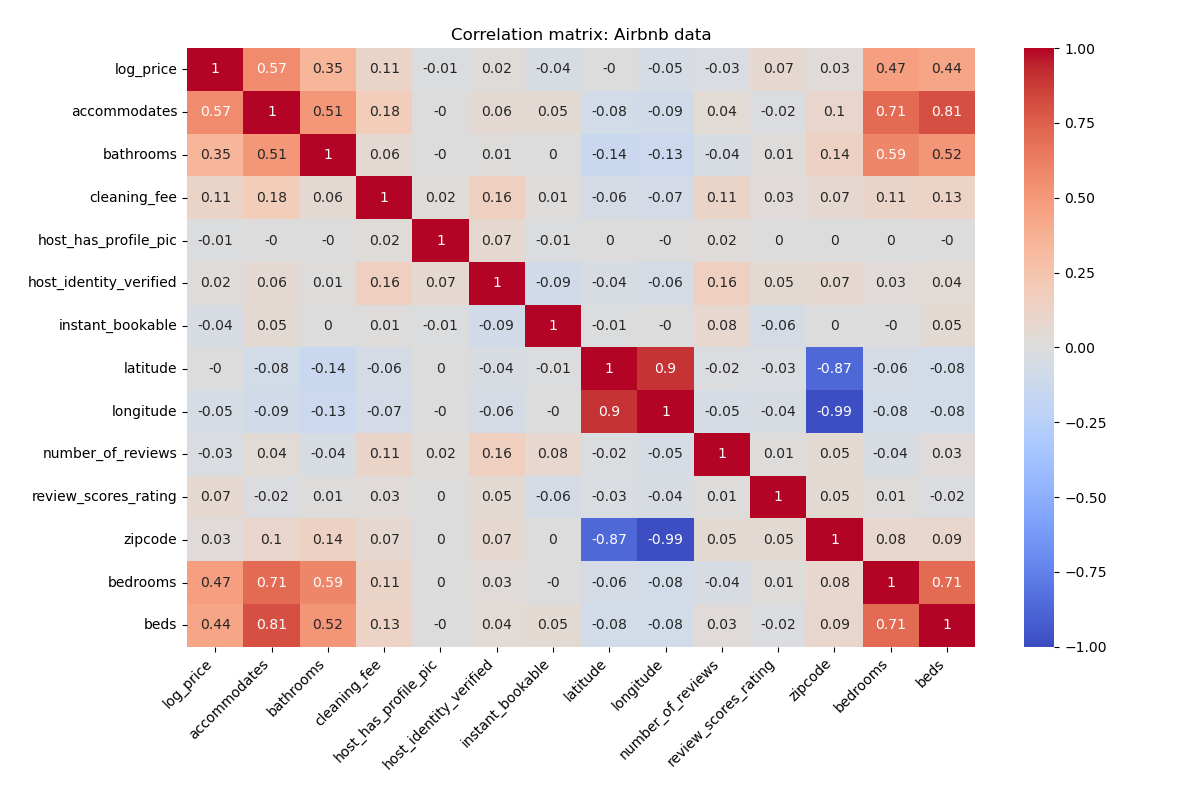 Correlation matrix: Airbnb data
log_price 1 0.57 0.35 0.11 -0.01 0.02 -0.04 -0 -0.05 -0.03 0.07 0.03 0.47 0.44
accommodates 0.57 1 0.51 0.18 -0 0.06 0.05 -0.08 -0.09 0.04 -0.02 0.1 0.71 0.81
bathrooms 0.35 0.51 1 0.06 -0 0.01 0 -0.14 -0.13 -0.04 0.01 0.14 0.59 0.52
cleaning_fee 0.11 0.18 0.06 1 0.02 0.16 0.01 -0.06 -0.07 0.11 0.03 0.07 0.11 0.13
host_has_profile_pic -0.01 -0 -0 0.02 1 0.07 -0.01 0 -0 0.02 0 0 0 -0
host_identity_verified 0.02 0.06 0.01 0.16 0.07 1 -0.09 -0.04 -0.06 0.16 0.05 0.07 0.03 0.04
instant_bookable -0.04 0.05 0 0.01 -0.01 -0.09 1 -0.01 -0 0.08 -0.06 0 -0 0.05
latitude -0 -0.08 -0.14 -0.06 0 -0.04 -0.01 1 0.9 -0.02 -0.03 -0.87 -0.06 -0.08
longitude -0.05 -0.09 -0.13 -0.07 -0 -0.06 -0 0.9 1 -0.05 -0.04 -0.99 -0.08 -0.08
number_of_reviews -0.03 0.04 -0.04 0.11 0.02 0.16 0.08 -0.02 -0.05 1 0.01 0.05 -0.04 0.03
review_scores_rating 0.07 -0.02 0.01 0.03 0 0.05 -0.06 -0.03 -0.04 0.01 1 0.05 0.01 -0.02
zipcode 0.03 0.1 0.14 0.07 0 0.07 0 -0.87 -0.99 0.05 0.05 1 0.08 0.09
bedrooms 0.47 0.71 0.59 0.11 0 0.03 -0 -0.06 -0.08 -0.04 0.01 0.08 1 0.71
beds 0.44 0.81 0.52 0.13 -0 0.04 0.05 -0.08 -0.08 0.03 -0.02 0.09 0.71 1
log_price
accommodates
bathrooms
cleaning_fee
host_has_profile_pic
host_identity_verified
instant_bookable
latitude
longitude
number_of_reviews
review_scores_rating
zipcode
bedrooms
beds
1.00
0.75
0.50
0.25
0.00
−0.25
−0.50
−0.75
−1.00